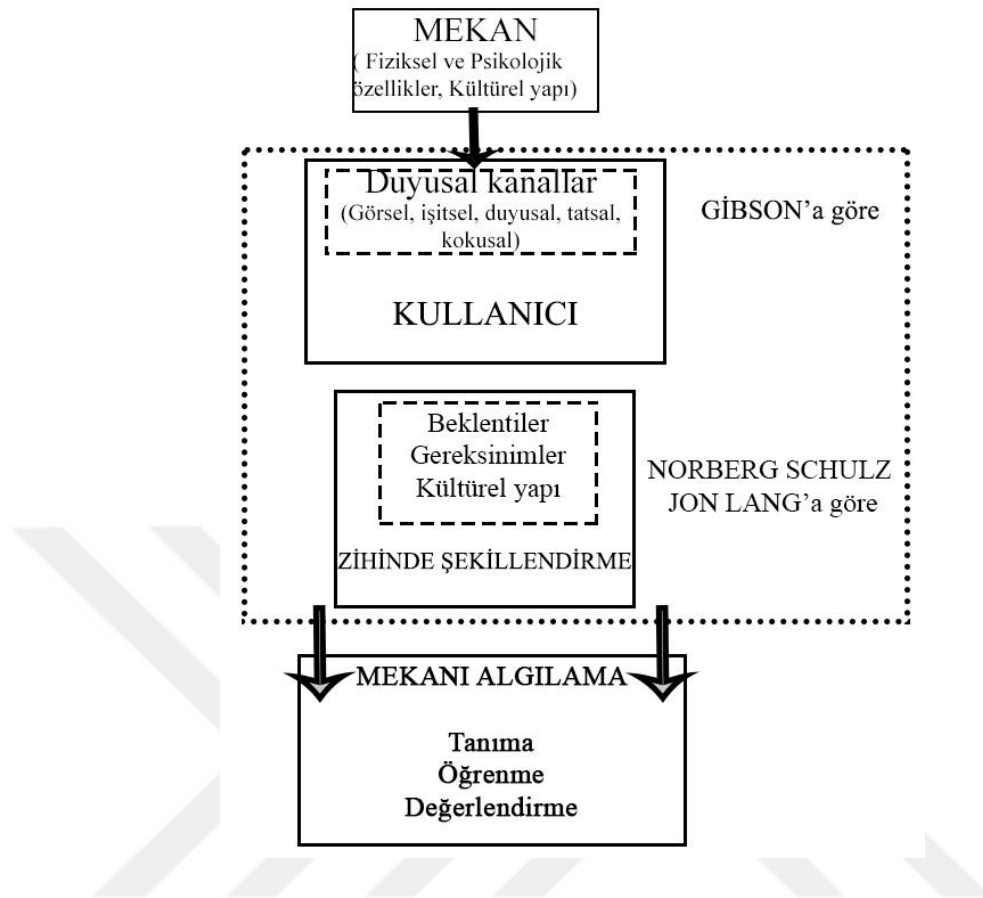 MEKAN
( Fiziksel ve Psikolojik
özellikler, Kültürel yapı)
Duyusal kanallar
(Görsel, işitsel, duyusal, tatsal,
kokusal)
GİBSON’a göre
KULLANICI
Beklentiler
Gereksinimler
Kültürel yapı
NORBERG SCHULZ
JON LANG’a göre
ZİHİNDE ŞEKİLLENDİRME
MEKANI ALGILAMA
Tanıma
Öğrenme
Değerlendirme